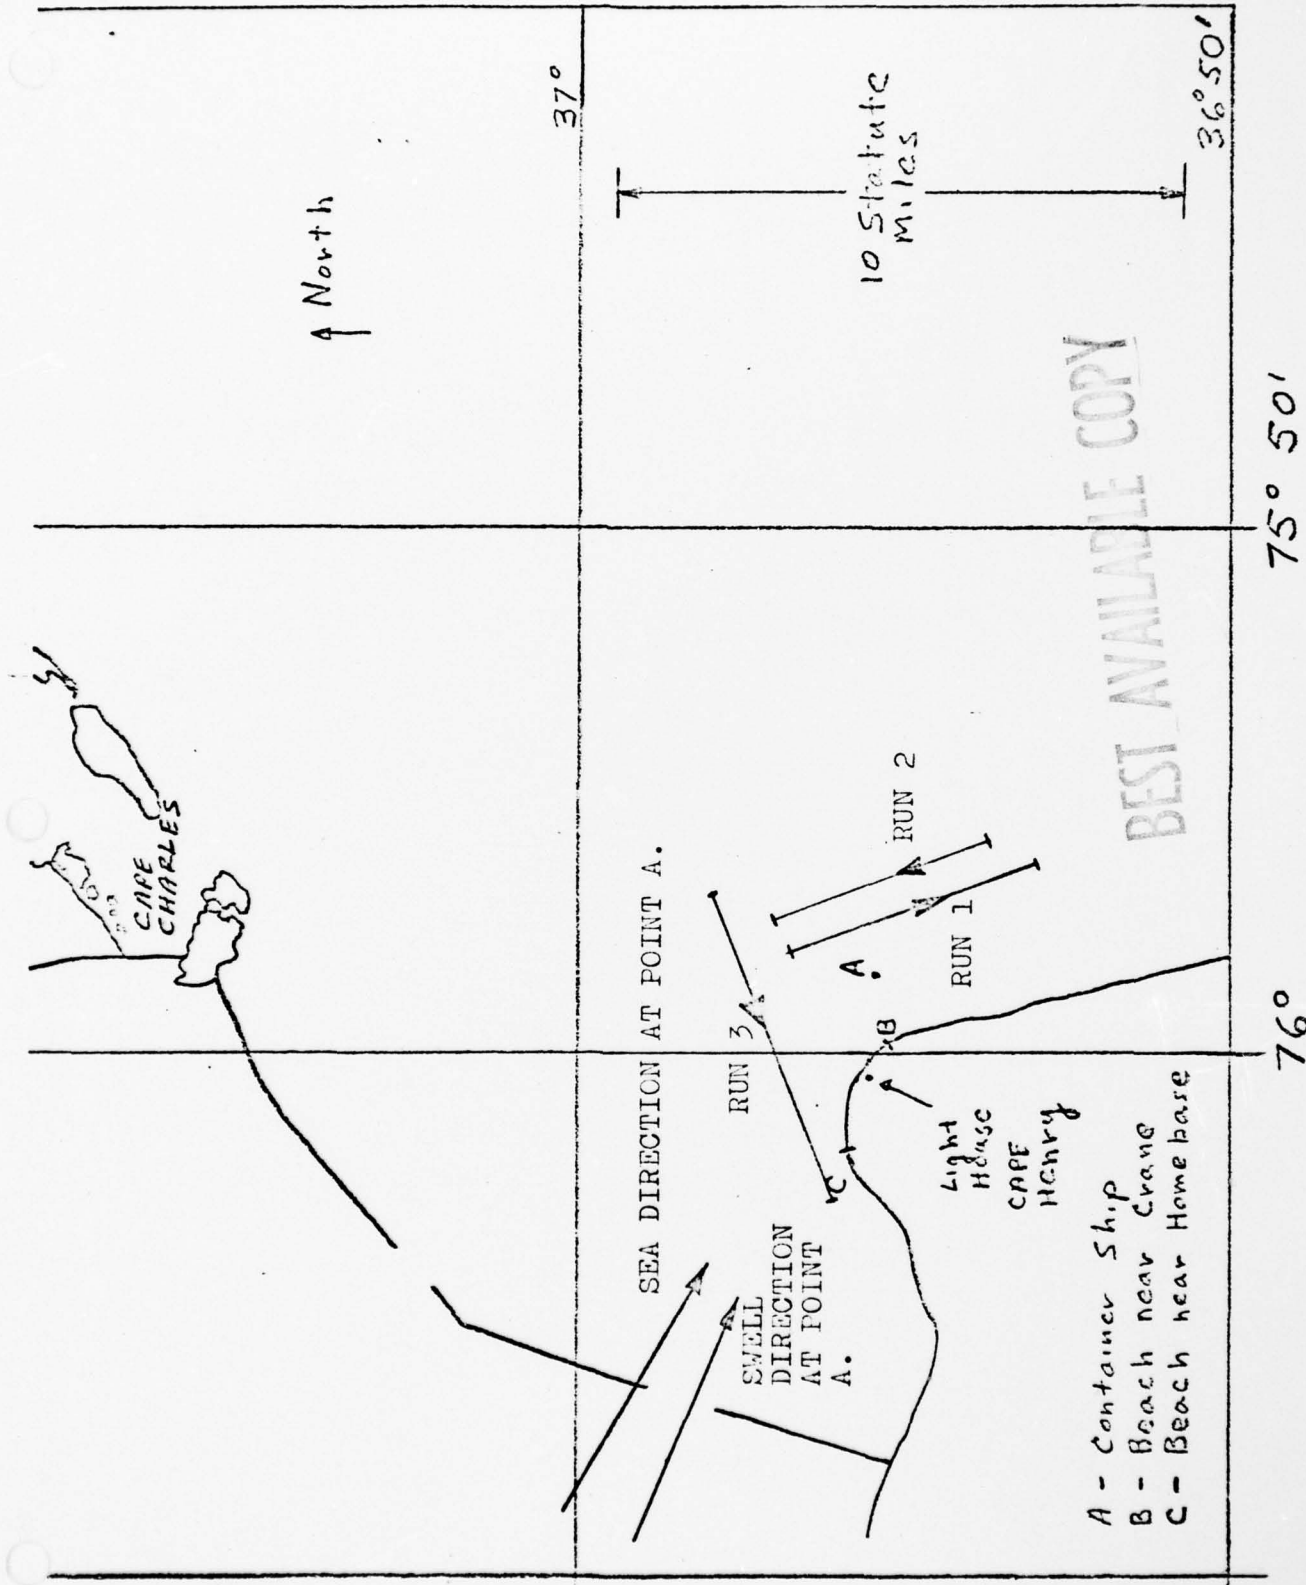 North
37°
10 Statute
Miles
36° 50'
75° 50'
76°
CAPE
CHARLES
SEA DIRECTION AT POINT A.
SWELL
DIRECTION
AT POINT
A.
RUN 3
RUN 2
RUN 1
A
B
C
Light
House
CAPE
Henry
A - Container Ship
B - Beach near Crane
C - Beach near Homebase
BEST AVAILABLE COPY